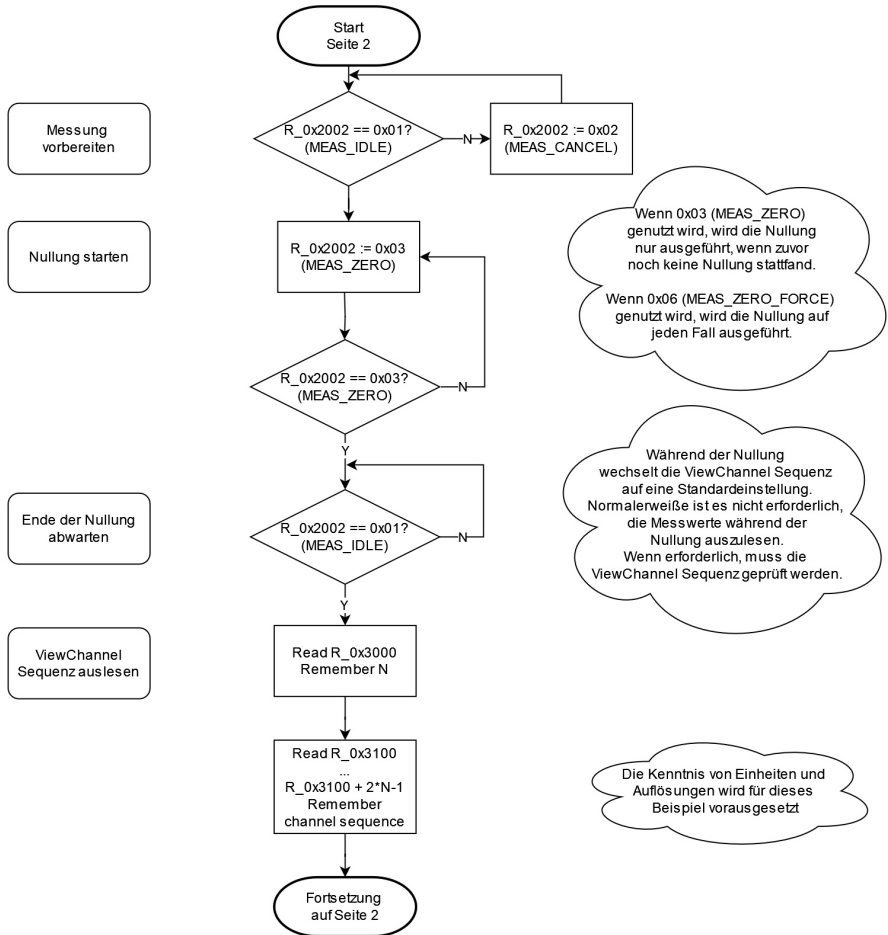 Start
Seite 2
Messung
vorbereiten
R_0x2002 == 0x01?
(MEAS_IDLE)
N
R_0x2002 := 0x02
(MEAS_CANCEL)
Nullung starten
R_0x2002 := 0x03
(MEAS_ZERO)
Wenn 0x03 (MEAS_ZERO)
genutzt wird, wird die Nullung
nur ausgeführt, wenn zuvor
noch keine Nullung stattfand.
Wenn 0x06 (MEAS_ZERO_FORCE)
genutzt wird, wird die Nullung auf
jeden Fall ausgeführt.
R_0x2002 == 0x03?
(MEAS_ZERO)
N
Y
Während der Nullung
wechselt die ViewChannel Sequenz
auf eine Standardeinstellung.
Normalerweiße ist es nicht erforderlich,
die Messwerte während der
Nullung auszulesen.
Wenn erforderlich, muss die
ViewChannel Sequenz geprüft werden.
Ende der Nullung
abwarten
R_0x2002 == 0x01?
(MEAS_IDLE)
N
Y
ViewChannel
Sequenz auslesen
Read R_0x3000
Remember N
Read R_0x3100
...
R_0x3100 + 2*N-1
Remember
channel sequence
Die Kenntnis von Einheiten und
Auflösungen wird für dieses
Beispiel vorausgesetzt
Fortsetzung
auf Seite 2